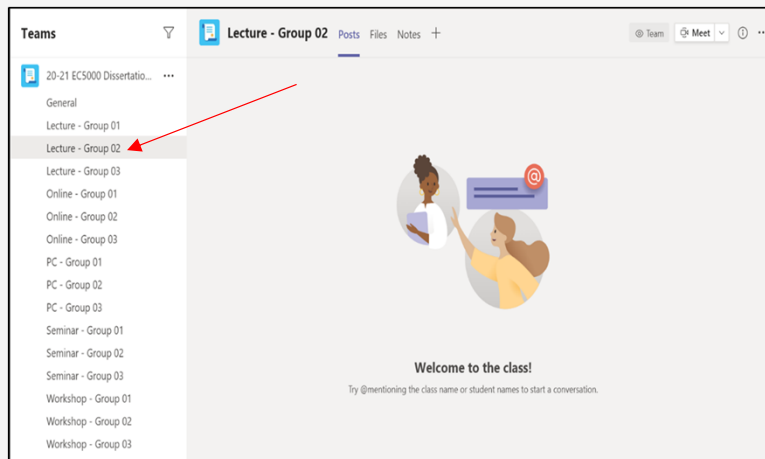 Teams
20-21 EC5000 Dissertatio... •••
General
Lecture - Group 01
Lecture - Group 02
Lecture - Group 03
Online - Group 01
Online - Group 02
Online - Group 03
PC - Group 01
PC - Group 02
PC - Group 03
Seminar - Group 01
Seminar - Group 02
Seminar - Group 03
Workshop - Group 01
Workshop - Group 02
Workshop - Group 03
Lecture - Group 02 Posts Files Notes + Team Meet
@
Welcome to the class!
Try @mentioning the class name or student names to start a conversation.